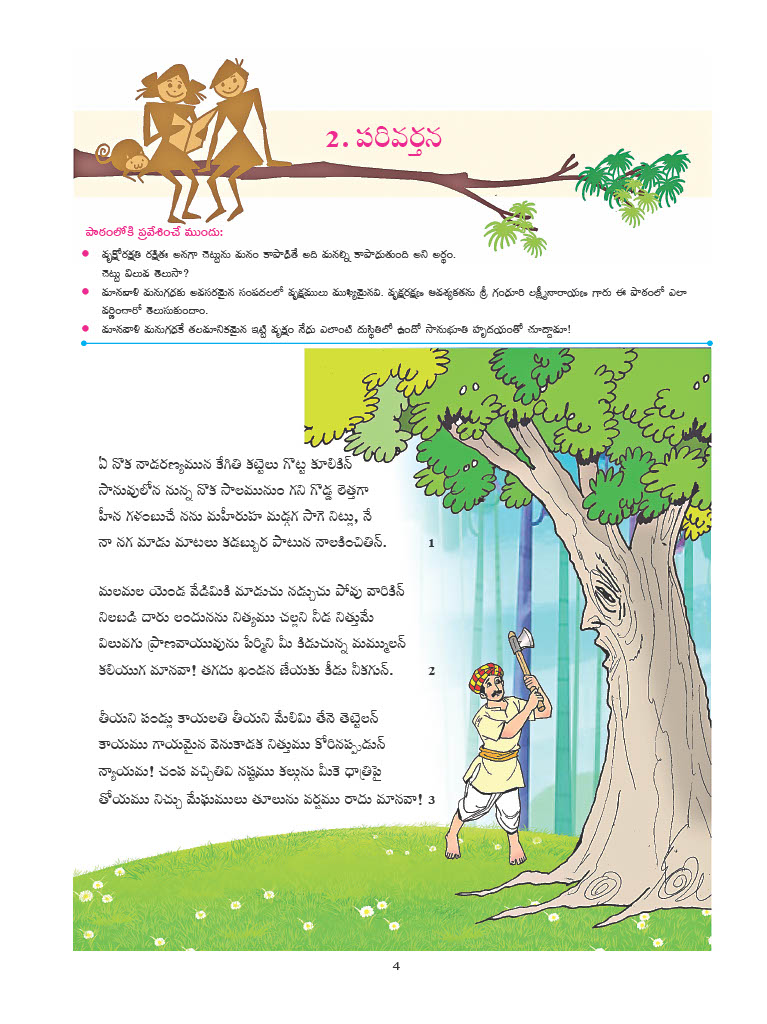 2. పరివర్తన
పాఠంలోకి ప్రవేశించే ముందు:
వృక్షోరక్షతి రక్షితః అనగా చెట్టును మనం కాపాడితే అది మనల్ని కాపాడుతుంది అని అర్థం.
చెట్టు విలువ తెలుసా?
మానవాళి మనుగడకు అవసరమైన సంపదలలో వృక్షములు ముఖ్యమైనవి. వృక్షరక్షణ ఆవశ్యకతను శ్రీ గంధూరి లక్ష్మీనారాయణ గారు ఈ పాఠంలో ఎలా
వర్ణించారో తెలుసుకుందాం.
మానవాళి మనుగడకే తలమానికమైన ఇట్టి వృక్షం నేడు ఎలాంటి దుస్థితిలో ఉందో సానుభూతి హృదయంతో చూద్దామా!
ఏ నొక నాడరణ్యమున కేగితి కట్టెలు గొట్ట కూలికిన్
సానువులోన నున్న నొక సాలమునుం గని గొడ్డ లెత్తగా
హీన గళంబుచే నను మహీరుహ మడ్గగ సాగె నిట్లు, నే
నా నగ మాడు మాటలు కడబ్బుర పాటున నాలకించితిన్. 1
మలమల యెండ వేడిమికి మాడుచు నడ్చుచు పోవు వారికిన్
నిలబడి దారు లందునను నిత్యము చల్లని నీడ నిత్తుమే
విలువగు ప్రాణవాయువును పేర్మిని మీ కిడుచున్న మమ్ములన్
కలియుగ మానవా! తగదు ఖండన జేయకు కీడు నీకగున్. 2
తీయని పండ్లు కాయలతి తీయని మేలిమి తేనె తెట్టెలన్
కాయము గాయమైన వెనుకాడక నిత్తుము కోరినప్పుడున్
న్యాయమ! చంప వచ్చితివి నష్టము కల్గును మీకె ధాత్రిపై
తోయము నిచ్చు మేఘములు తూలును వర్షము రాదు మానవా! 3
4